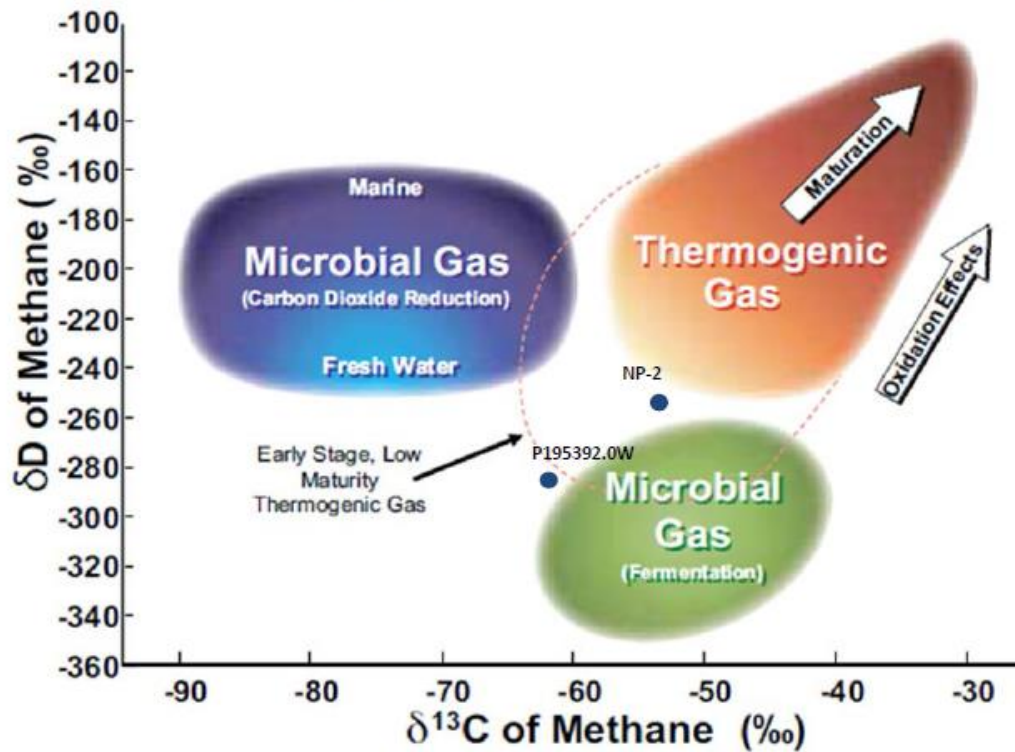 -100
-120
-140
-160
-180
-200
-220
-240
-260
-280
-300
-320
-340
-360
δD of Methane ( ‰)
Marine
Microbial Gas
(Carbon Dioxide Reduction)
Fresh Water
Thermogenic
Gas
Maturation
Oxidation Effects
NP-2
P195392.0W
Early Stage, Low
Maturity
Thermogenic Gas
Microbial
Gas
(Fermentation)
-90
-80
-70
-60
-50
-40
-30
δ¹³C of Methane (‰)